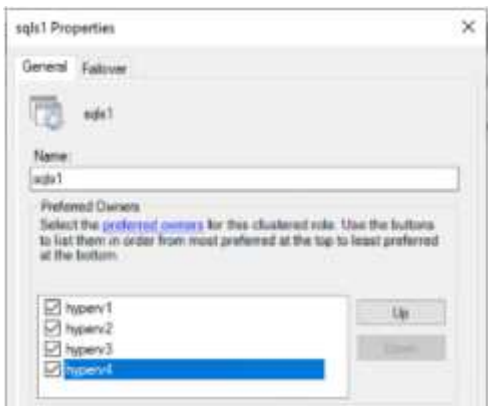 sqls1 Properties
General Failover
sqls1
Name:
sqls1
Preferred Owners
Select the preferred owners for this clustered role. Use the buttons
to list them in order from most preferred at the top to least preferred
at the bottom.
hyperv1
Up
hyperv2
hyperv3
Down
hyperv4